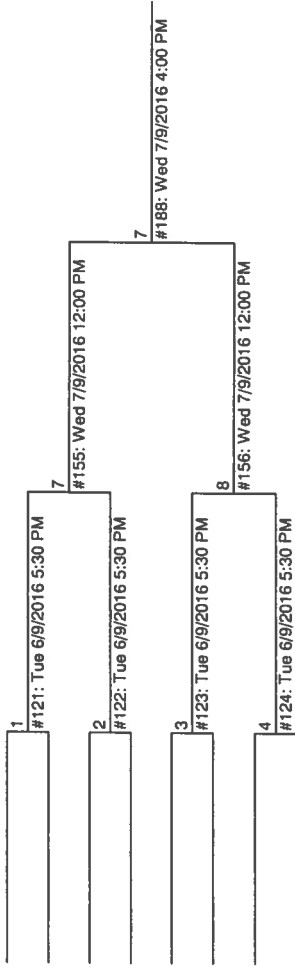 1
#121: Tue 6/9/2016 5:30 PM
7
#155: Wed 7/9/2016 12:00 PM
2
#122: Tue 6/9/2016 5:30 PM
7
#188: Wed 7/9/2016 4:00 PM
3
#123: Tue 6/9/2016 5:30 PM
8
#156: Wed 7/9/2016 12:00 PM
4
#124: Tue 6/9/2016 5:30 PM